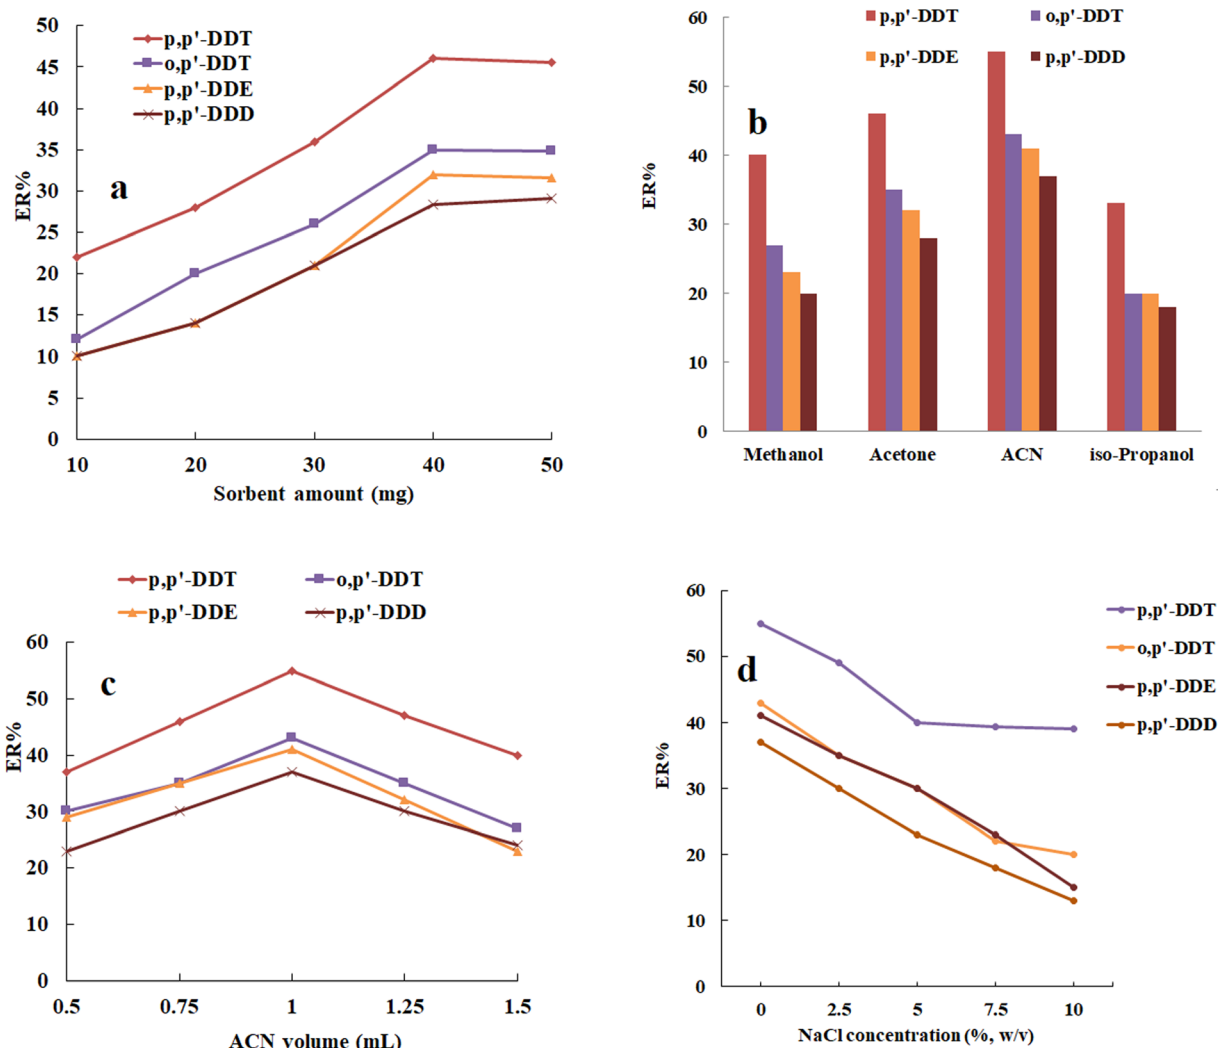 50
45
40
35
30
25
20
15
10
5
0
ER%
p,p'-DDT
o,p'-DDT
p,p'-DDE
p,p'-DDD
a
10 20 30 40 50
Sorbent amount (mg)
60
50
40
30
20
10
0
ER%
p,p'-DDT o,p'-DDT
p,p'-DDE p,p'-DDD
b
Methanol Acetone ACN iso-Propanol
p,p'-DDT o,p'-DDT
p,p'-DDE p,p'-DDD
60
50
40
30
20
10
0
ER%
c
0.5 0.75 1 1.25 1.5
ACN volume (mL)
60
50
40
30
20
10
0
ER%
d
p,p'-DDT
o,p'-DDT
p,p'-DDE
p,p'-DDD
0 2.5 5 7.5 10
NaCl concentration (%, w/v)